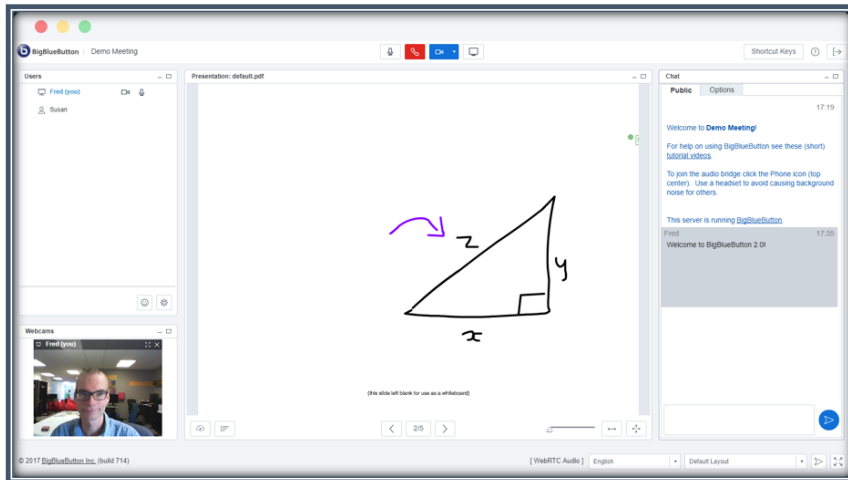 BigBlueButton Demo Meeting
Shortcut Keys
Users
Fred (you)
Susan
Webcams
Fred (you)
Presentation: default.pdf
z
y
x
(this slide left blank for use as a whiteboard)
2/5
Chat
Public Options
17:19
Welcome to Demo Meeting!
For help on using BigBlueButton see these (short)
tutorial videos.
To join the audio bridge click the Phone icon (top
center). Use a headset to avoid causing background
noise for others.
This server is running BigBlueButton.
Fred 17:35
Welcome to BigBlueButton 2.0!
© 2017 BigBlueButton Inc. (build 714)
[ WebRTC Audio ] English Default Layout